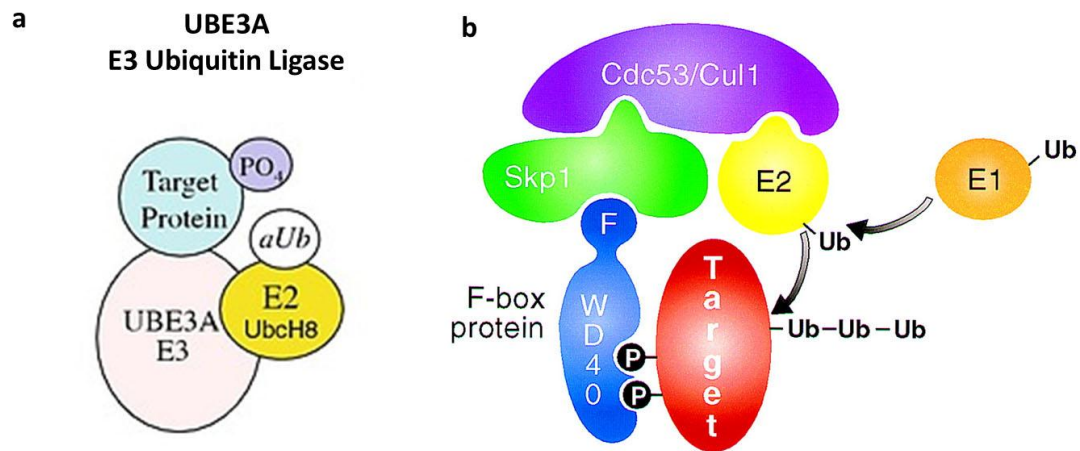 a
UBE3A
E3 Ubiquitin Ligase
Target
Protein
PO4
aUb
E2
UbcH8
UBE3A
E3
b
Cdc53/Cul1
Skp1
E2
E1
Ub
Ub
F
F-box
protein
WD40
P
P
Target
Ub-Ub-Ub